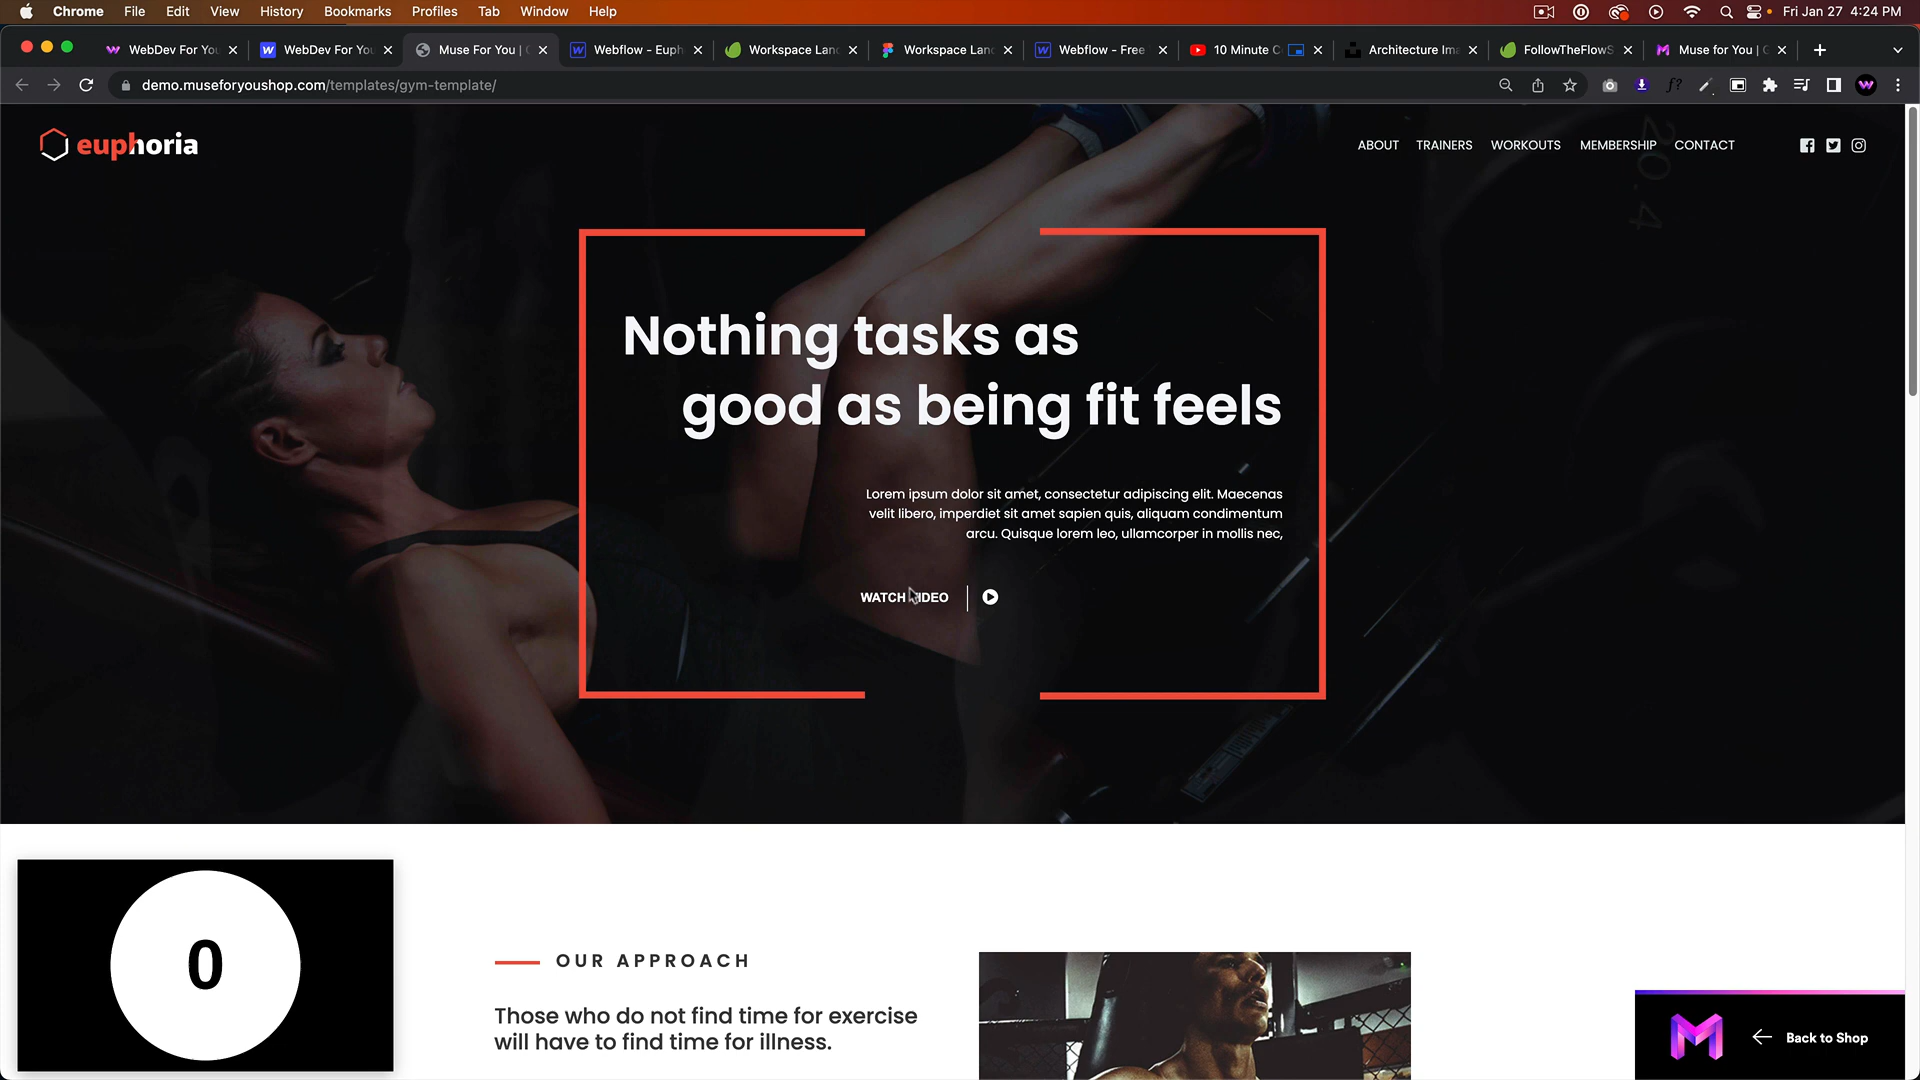 Chrome File Edit View History Bookmarks Profiles Tab Window Help Fri Jan 27 4:24 PM
WebDev For You WebDev For You Muse For You | G Webflow - Euph Workspace Lanc Workspace Lanc Webflow - Free 10 Minute C Architecture Ima FollowTheFlowS Muse for You | G
demo.museforyoushop.com/templates/gym-template/
euphoria ABOUT TRAINERS WORKOUTS MEMBERSHIP CONTACT
20.4
Nothing tasks as
good as being fit feels
Lorem ipsum dolor sit amet, consectetur adipiscing elit. Maecenas
velit libero, imperdiet sit amet sapien quis, aliquam condimentum
arcu. Quisque lorem leo, ullamcorper in mollis nec,
WATCH VIDEO
0
OUR APPROACH
Those who do not find time for exercise
will have to find time for illness.
Back to Shop